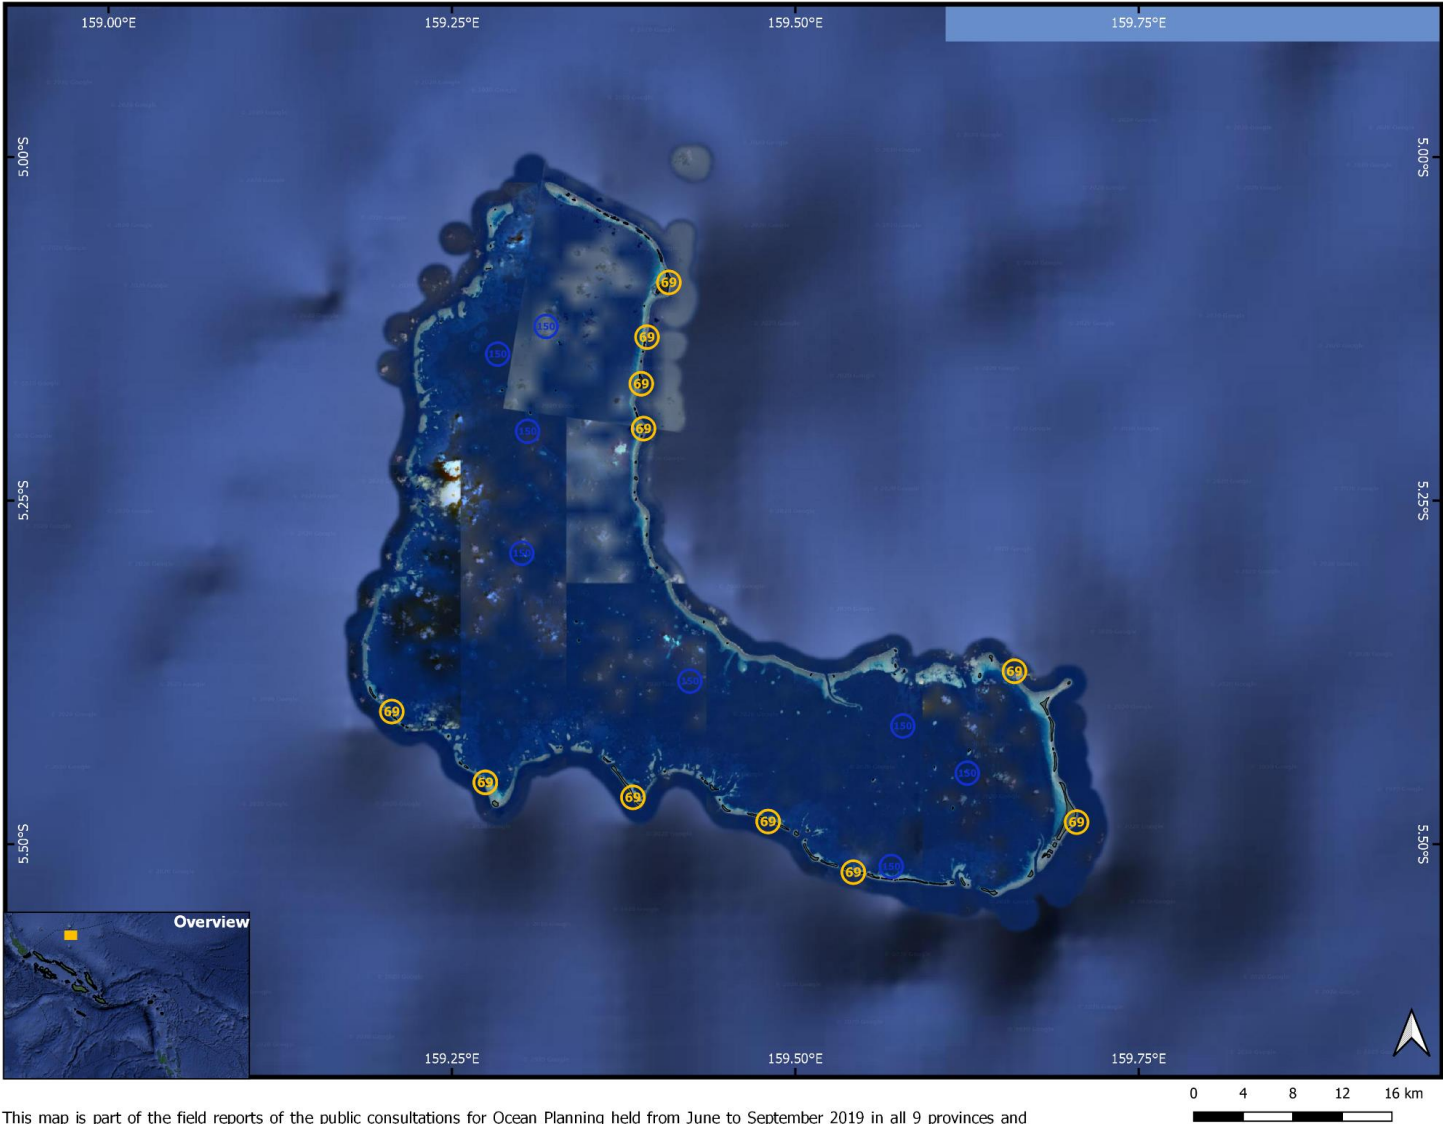 159.00°E 159.25°E 159.50°E 159.75°E
5.00°S 5.00°S
69
150 69
150
69
69
150
5.25°S 5.25°S
150
69
150
69
150
150
69
69
69 69
5.50°S 5.50°S
150
69
Overview
159.25°E 159.50°E 159.75°E
0 4 8 12 16 km
This map is part of the field reports of the public consultations for Ocean Planning held from June to September 2019 in all 9 provinces and